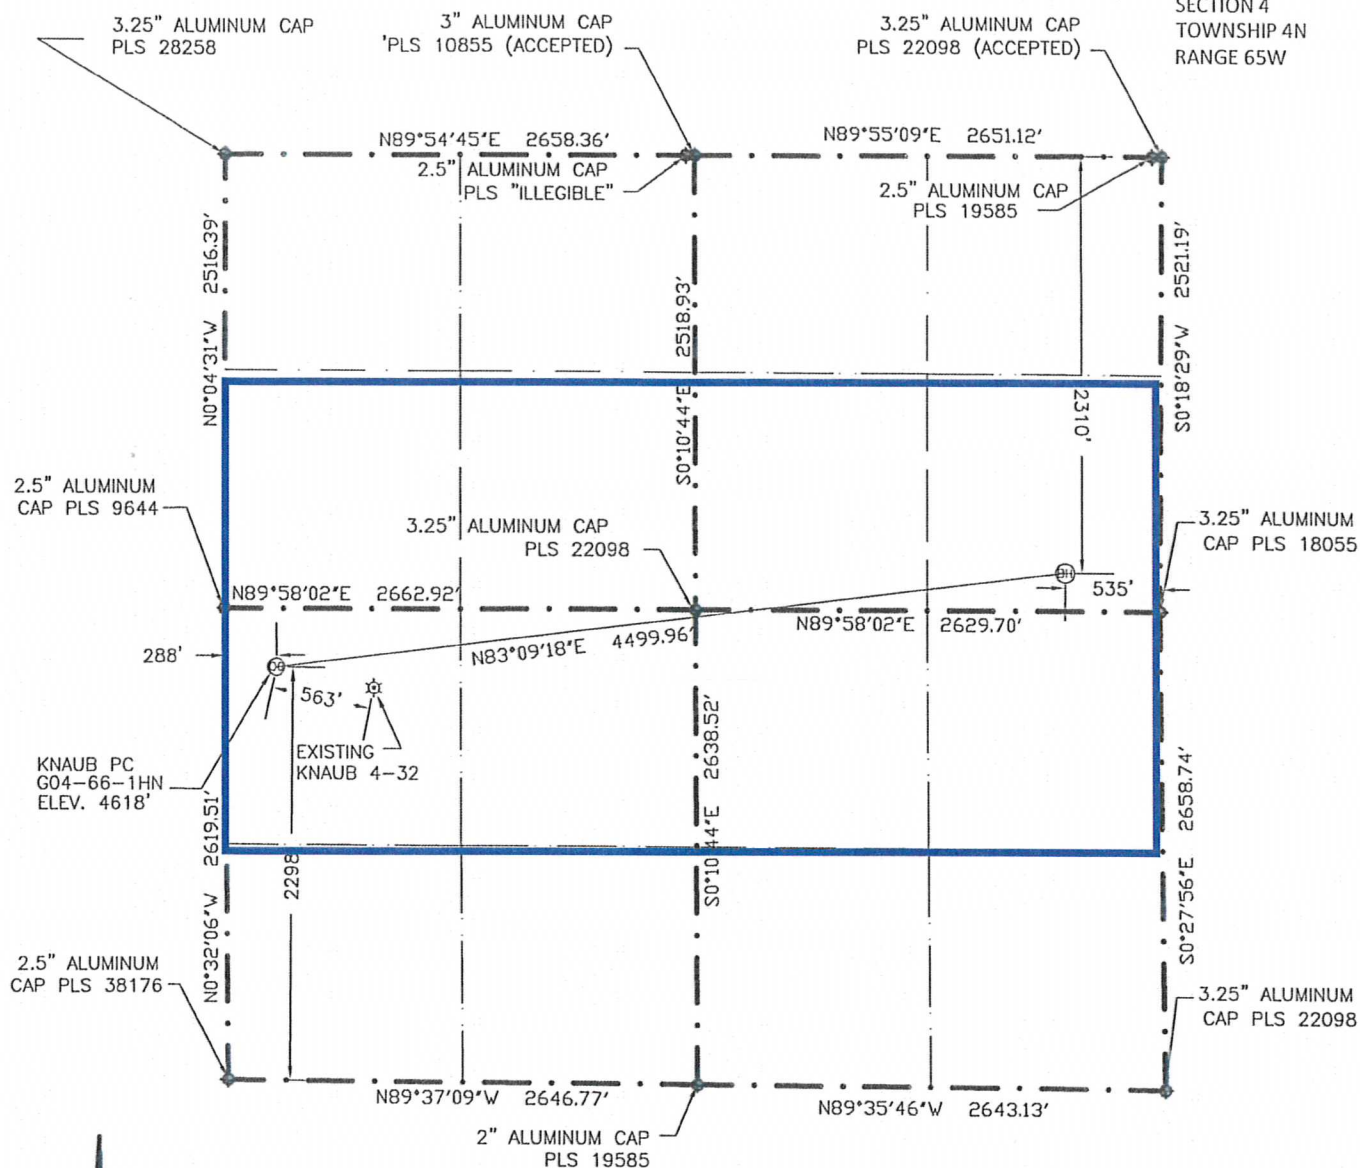 SECTION 4
TOWNSHIP 4N
RANGE 65W
3.25" ALUMINUM CAP
PLS 28258
3" ALUMINUM CAP
'PLS 10855 (ACCEPTED)
3.25" ALUMINUM CAP
PLS 22098 (ACCEPTED)
N89°54'45"E 2658.36'
N89°55'09"E 2651.12'
2.5" ALUMINUM CAP
PLS "ILLEGIBLE"
2.5" ALUMINUM CAP
PLS 19585
N0°04'31"W 2516.39'
S0°10'44"E 2518.93'
2310'
S0°18'29"W 2521.19'
2.5" ALUMINUM
CAP PLS 9644
3.25" ALUMINUM CAP
PLS 22098
3.25" ALUMINUM
CAP PLS 18055
N89°58'02"E 2662.92'
535'
N89°58'02"E 2629.70'
N83°09'18"E 4499.96'
288'
563'
EXISTING
KNAUB 4-32
KNAUB PC
G04-66-1HN
ELEV. 4618'
N0°32'06"W 2619.51'
2298
S0°10'44"E 2638.52'
S0°27'56"E 2658.74'
2.5" ALUMINUM
CAP PLS 38176
3.25" ALUMINUM
CAP PLS 22098
N89°37'09"W 2646.77'
N89°35'46"W 2643.13'
2" ALUMINUM CAP
PLS 19585